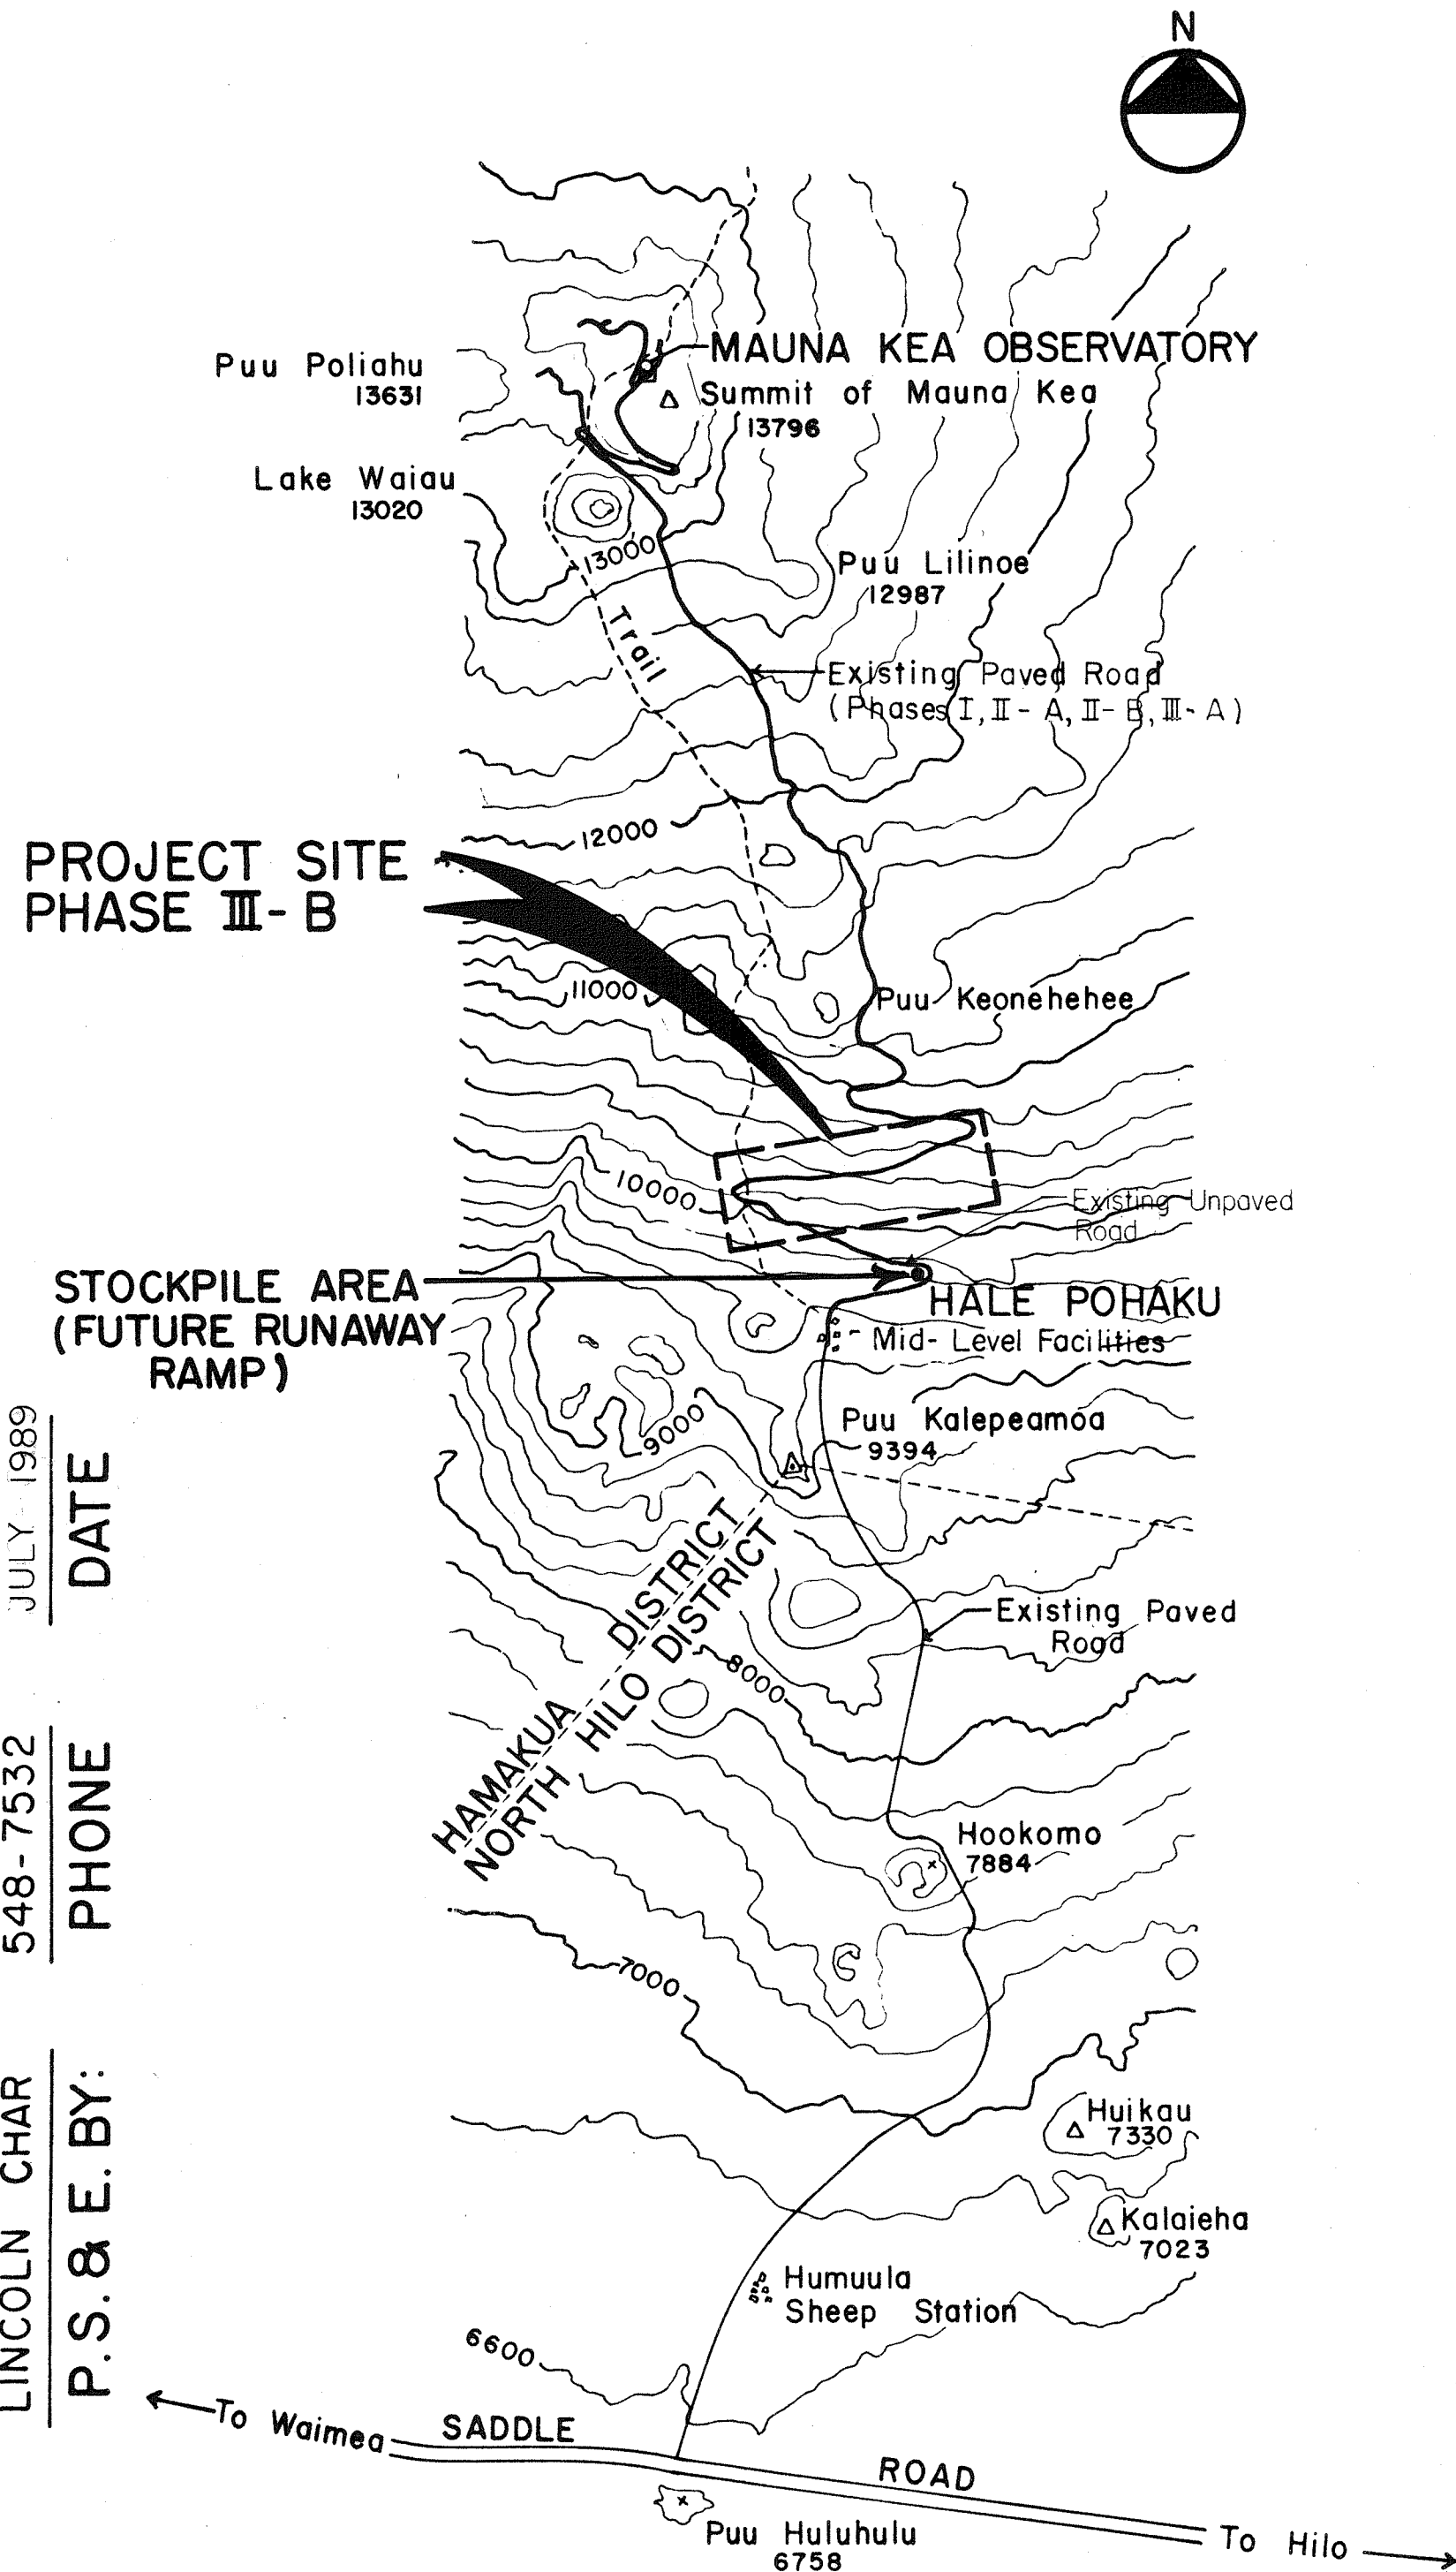 N
MAUNA KEA OBSERVATORY
Puu Poliahu
13631
Summit of Mauna Kea
13796
Lake Waiau
13020
13000
Puu Lilinoe
12987
Trail
Existing Paved Road
(Phases I, II-A, II-B, III-A)
12000
PROJECT SITE
PHASE III-B
11000
Puu Keonehehee
10000
Existing Unpaved
Road
STOCKPILE AREA
(FUTURE RUNAWAY
RAMP)
HALE POHAKU
Mid-Level Facilities
Puu Kalepeamoa
9394
9000
JULY 1989
DATE
HAMAKUA DISTRICT
NORTH HILO DISTRICT
Existing Paved
Road
8000
548-7532
PHONE
Hookomo
7884
7000
LINCOLN CHAR
P.S. & E. BY:
Huikau
7330
Kalaieha
7023
Humuula
Sheep Station
6600
To Waimea
SADDLE ROAD
Puu Huluhulu
6758
To Hilo